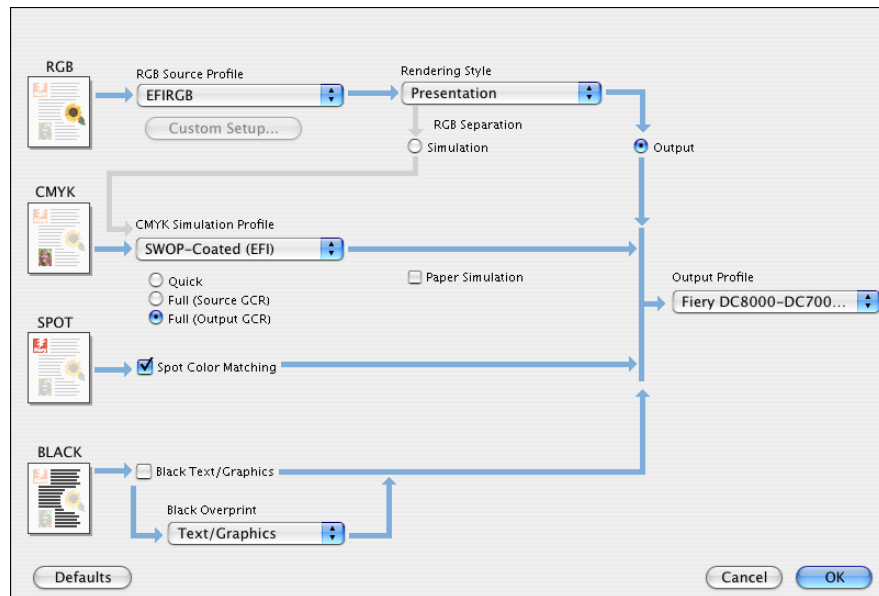 RGB
RGB Source Profile
EFIRGB
Custom Setup...
Rendering Style
Presentation
RGB Separation
Simulation
Output
CMYK
CMYK Simulation Profile
SWOP-Coated (EFI)
Quick
Full (Source GCR)
Full (Output GCR)
Paper Simulation
Output Profile
Fiery DC8000-DC700...
SPOT
Spot Color Matching
BLACK
Black Text/Graphics
Black Overprint
Text/Graphics
Defaults
Cancel
OK